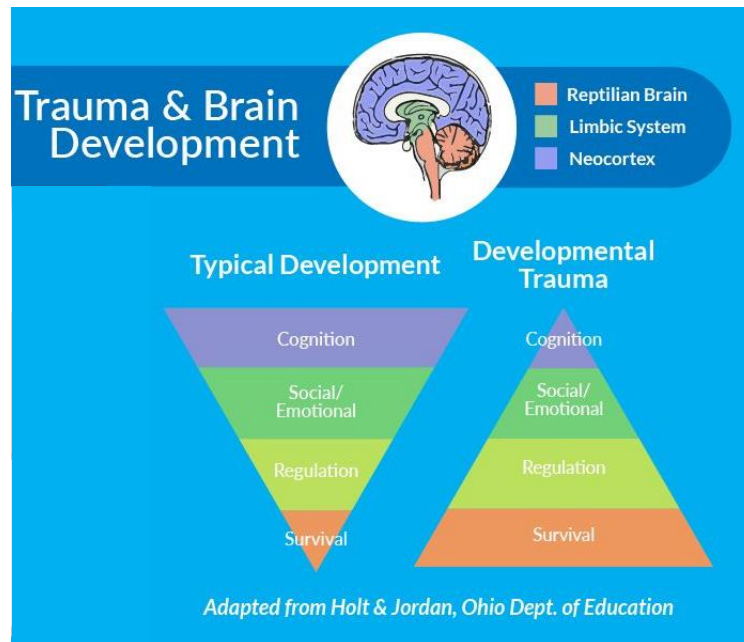 Trauma & Brain
Development
Reptilian Brain
Limbic System
Neocortex
Typical Development
Cognition
Social/
Emotional
Regulation
Survival
Developmental
Trauma
Cognition
Social/
Emotional
Regulation
Survival
Adapted from Holt & Jordan, Ohio Dept. of Education